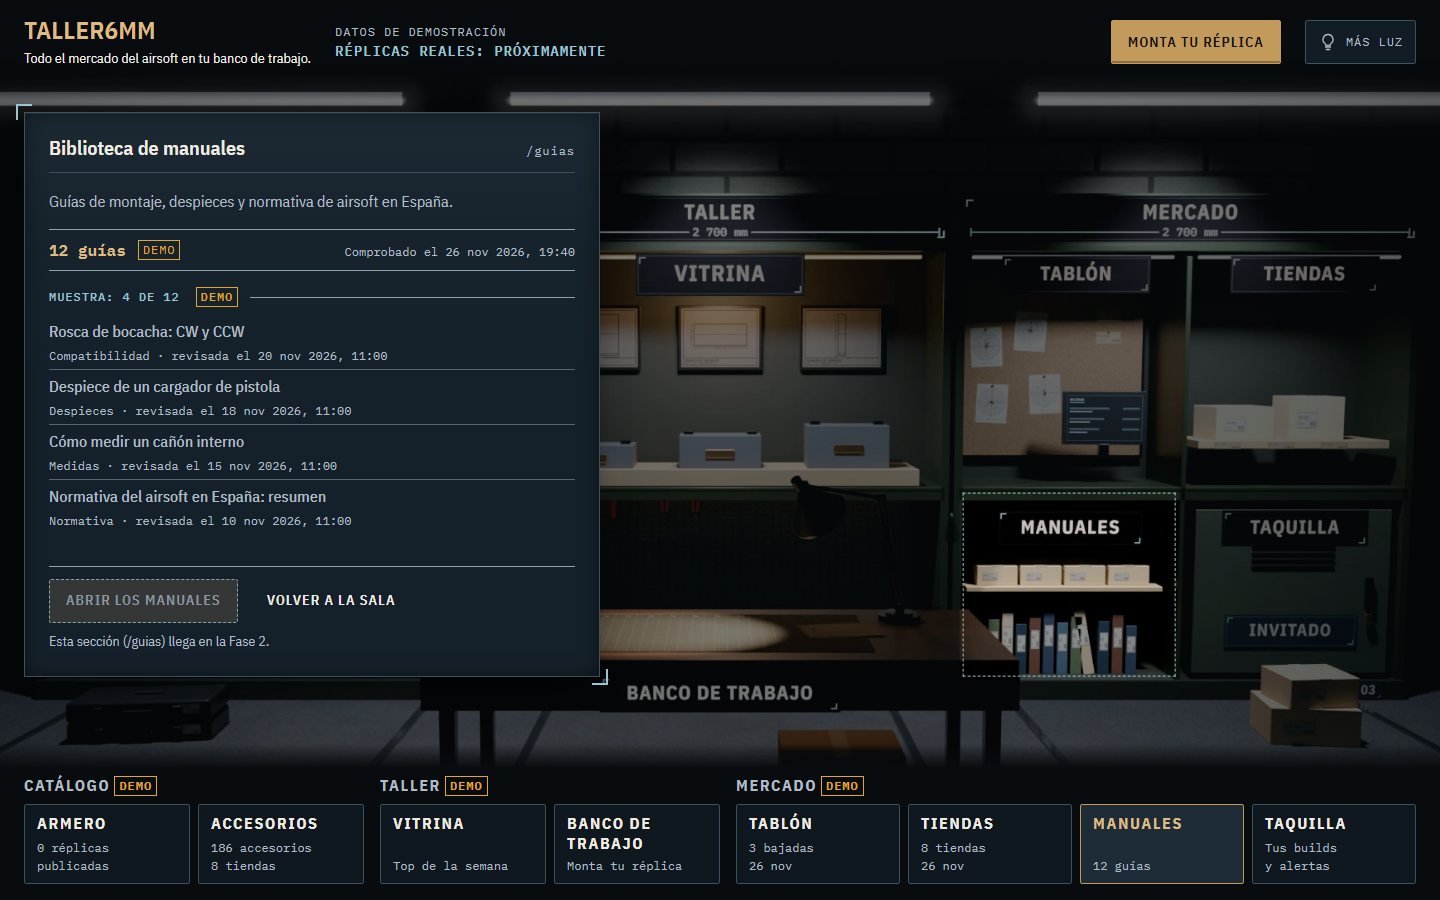 TALLER6MM
Todo el mercado del airsoft en tu banco de trabajo.
DATOS DE DEMOSTRACIÓN
RÉPLICAS REALES: PRÓXIMAMENTE
MONTA TU RÉPLICA
MÁS LUZ
Biblioteca de manuales
/guias
Guías de montaje, despieces y normativa de airsoft en España.
12 guías DEMO
Comprobado el 26 nov 2026, 19:40
MUESTRA: 4 DE 12 DEMO
Rosca de bocacha: CW y CCW
Compatibilidad · revisada el 20 nov 2026, 11:00
Despiece de un cargador de pistola
Despieces · revisada el 18 nov 2026, 11:00
Cómo medir un cañón interno
Medidas · revisada el 15 nov 2026, 11:00
Normativa del airsoft en España: resumen
Normativa · revisada el 10 nov 2026, 11:00
ABRIR LOS MANUALES
VOLVER A LA SALA
Esta sección (/guias) llega en la Fase 2.
TALLER
2 700 mm
MERCADO
2 700 mm
VITRINA
TABLÓN
TIENDAS
MANUALES
TAQUILLA
INVITADO
BANCO DE TRABAJO
03
CATÁLOGO DEMO
ARMERO
0 réplicas
publicadas
ACCESORIOS
186 accesorios
8 tiendas
TALLER DEMO
VITRINA
Top de la semana
BANCO DE
TRABAJO
Monta tu réplica
MERCADO DEMO
TABLÓN
3 bajadas
26 nov
TIENDAS
8 tiendas
26 nov
MANUALES
12 guías
TAQUILLA
Tus builds
y alertas